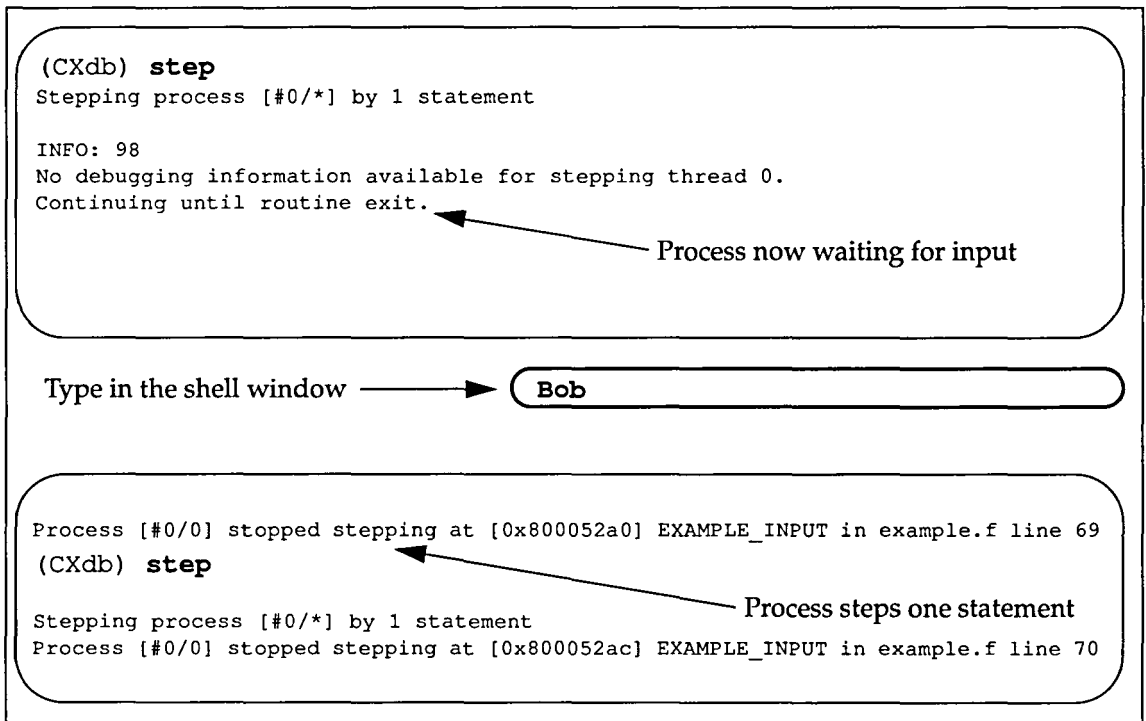 (CXdb) step
Stepping process [#0/*] by 1 statement
INFO: 98
No debugging information available for stepping thread 0.
Continuing until routine exit.
Process now waiting for input
Type in the shell window
Bob
Process [#0/0] stopped stepping at [0x800052a0] EXAMPLE_INPUT in example.f line 69
(CXdb) step
Process steps one statement
Stepping process [#0/*] by 1 statement
Process [#0/0] stopped stepping at [0x800052ac] EXAMPLE_INPUT in example.f line 70